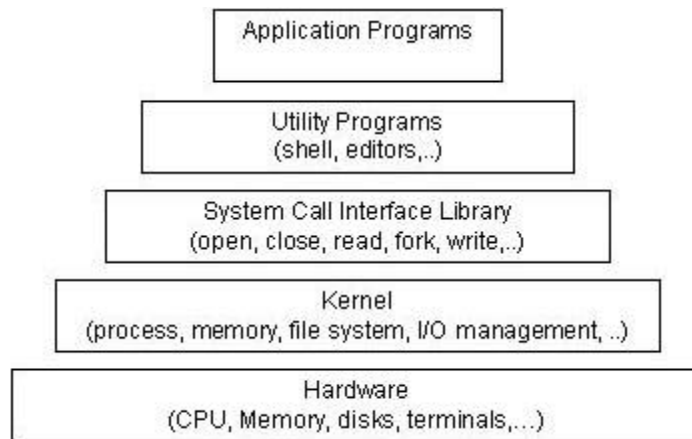 Application Programs
Utility Programs
(shell, editors,..)
System Call Interface Library
(open, close, read, fork, write,..)
Kernel
(process, memory, file system, I/O management, ..)
Hardware
(CPU, Memory, disks, terminals,...)